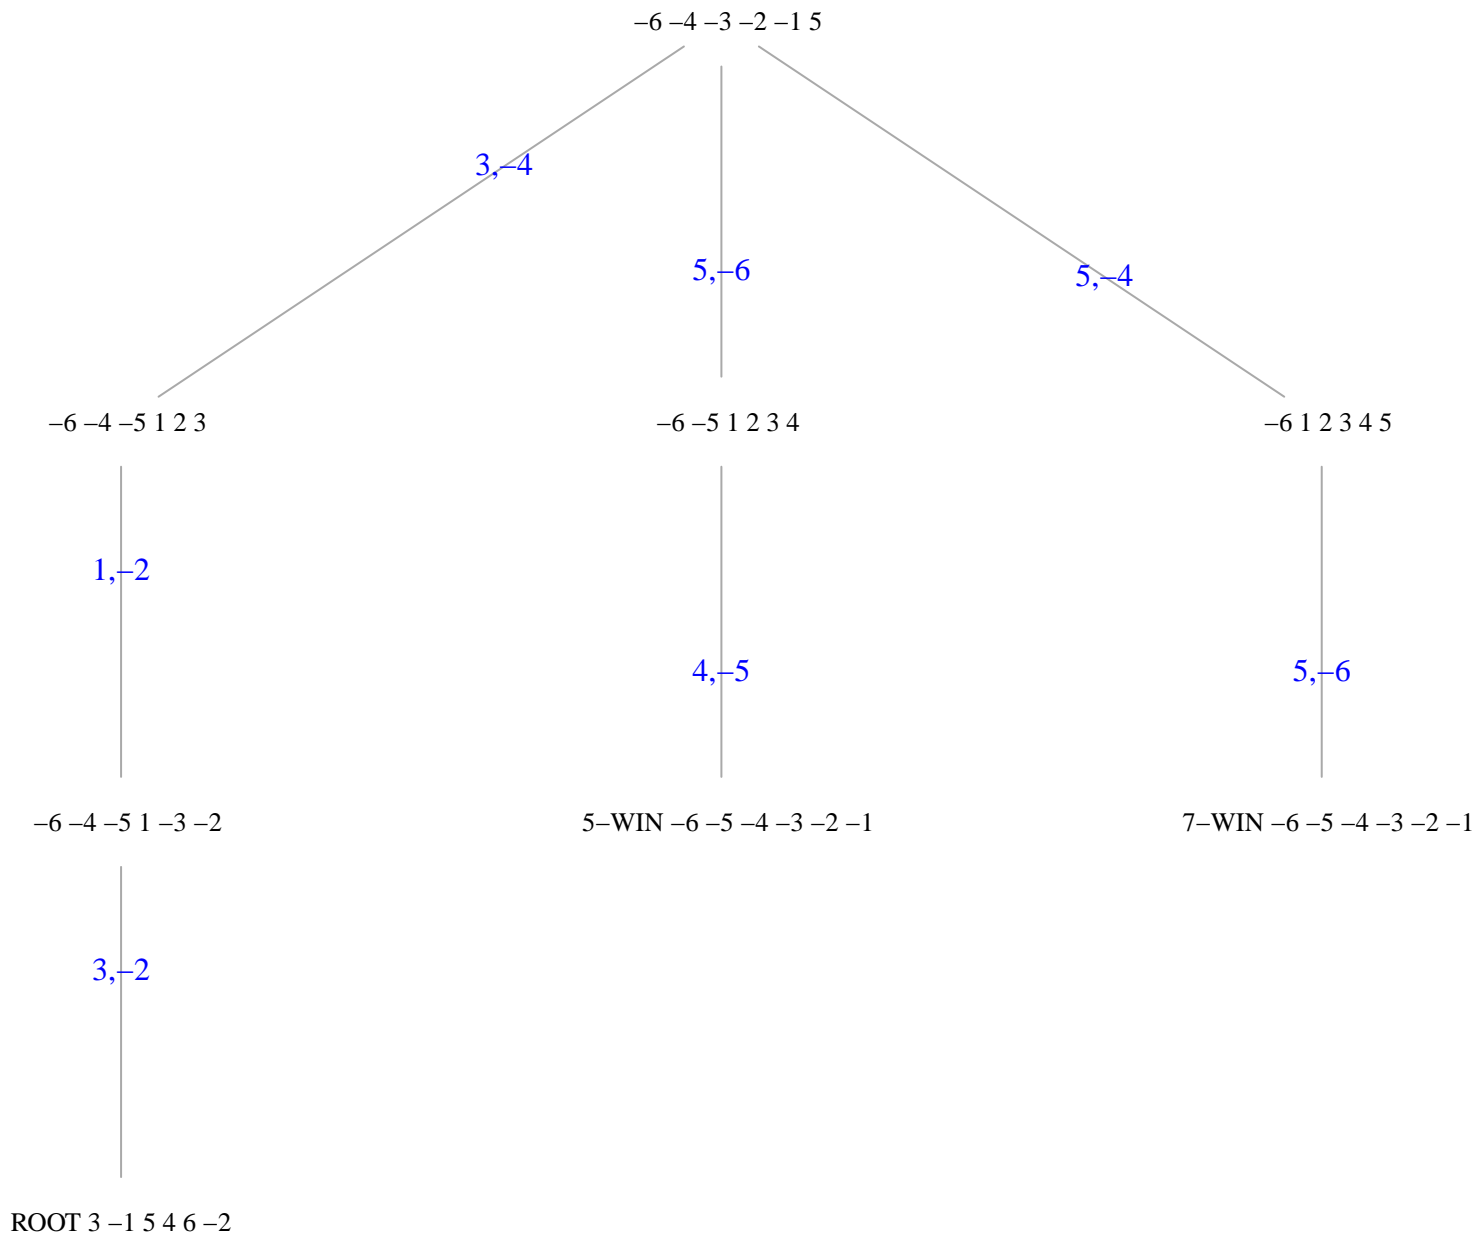 −6 −4 −3 −2 −1 5
3,−4
5,−6
5,−4
−6 −4 −5 1 2 3
−6 −5 1 2 3 4
−6 1 2 3 4 5
1,−2
4,−5
5,−6
−6 −4 −5 1 −3 −2
5−WIN −6 −5 −4 −3 −2 −1
7−WIN −6 −5 −4 −3 −2 −1
3,−2
ROOT 3 −1 5 4 6 −2